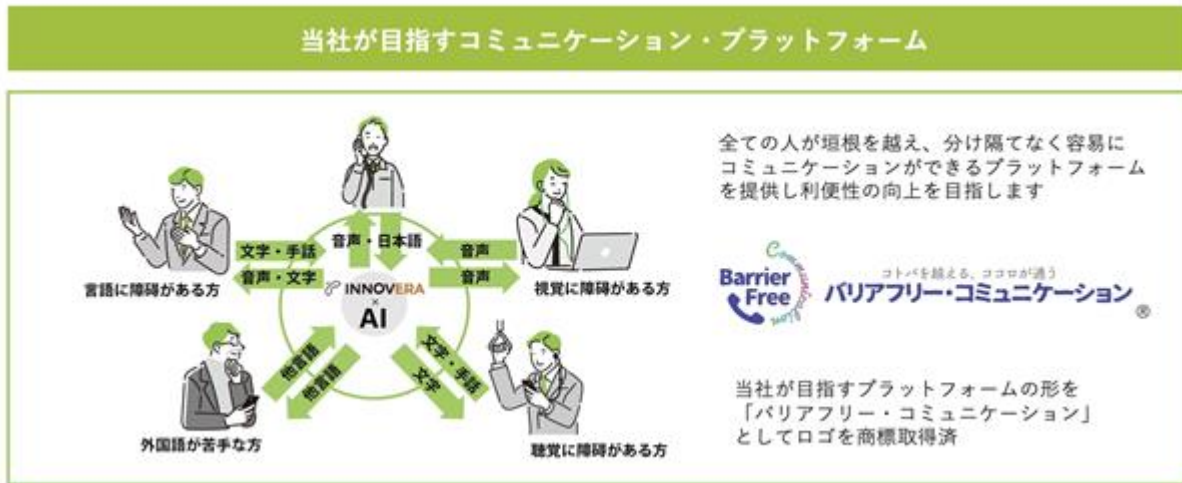 当社が目指すコミュニケーション・プラットフォーム
音声・日本語
文字・手話
音声・文字
言語に障碍がある方
音声
音声
視覚に障碍がある方
INNOVERA
×
AI
他言語
他言語
外国語が苦手な方
文字・手話
文字
聴覚に障碍がある方
全ての人が垣根を越え、分け隔てなく容易に
コミュニケーションができるプラットフォーム
を提供し利便性の向上を目指します
Communication
Barrier
Free
コトバを越える、ココロが通う
バリアフリー・コミュニケーション
®
当社が目指すプラットフォームの形を
「バリアフリー・コミュニケーション」
としてロゴを商標取得済